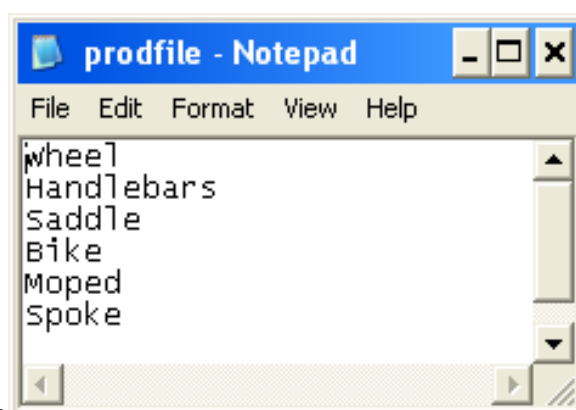 prodfile - Notepad
File Edit Format View Help
Wheel
Handlebars
Saddle
Bike
Moped
Spoke